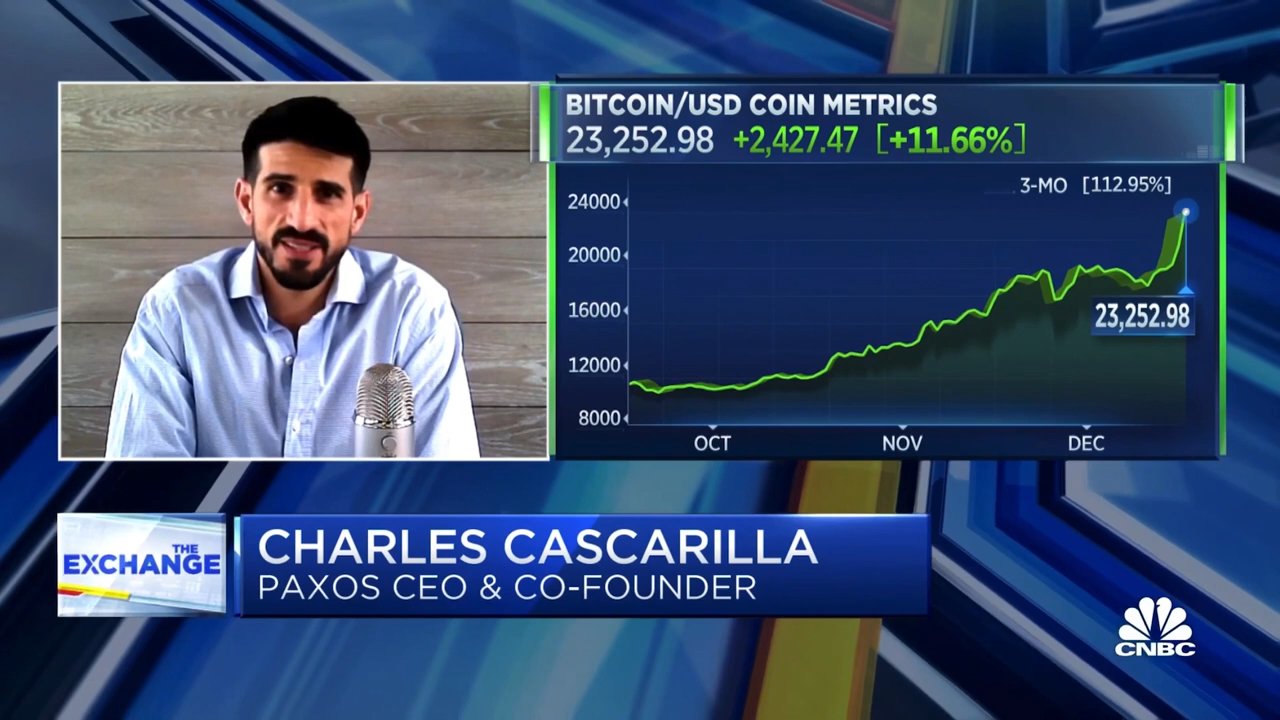 BITCOIN/USD COIN METRICS
23,252.98 +2,427.47 [+11.66%]
3-MO [112.95%]
24000
20000
16000
12000
8000
23,252.98
OCT NOV DEC
THE
EXCHANGE
CHARLES CASCARILLA
PAXOS CEO & CO-FOUNDER
CNBC